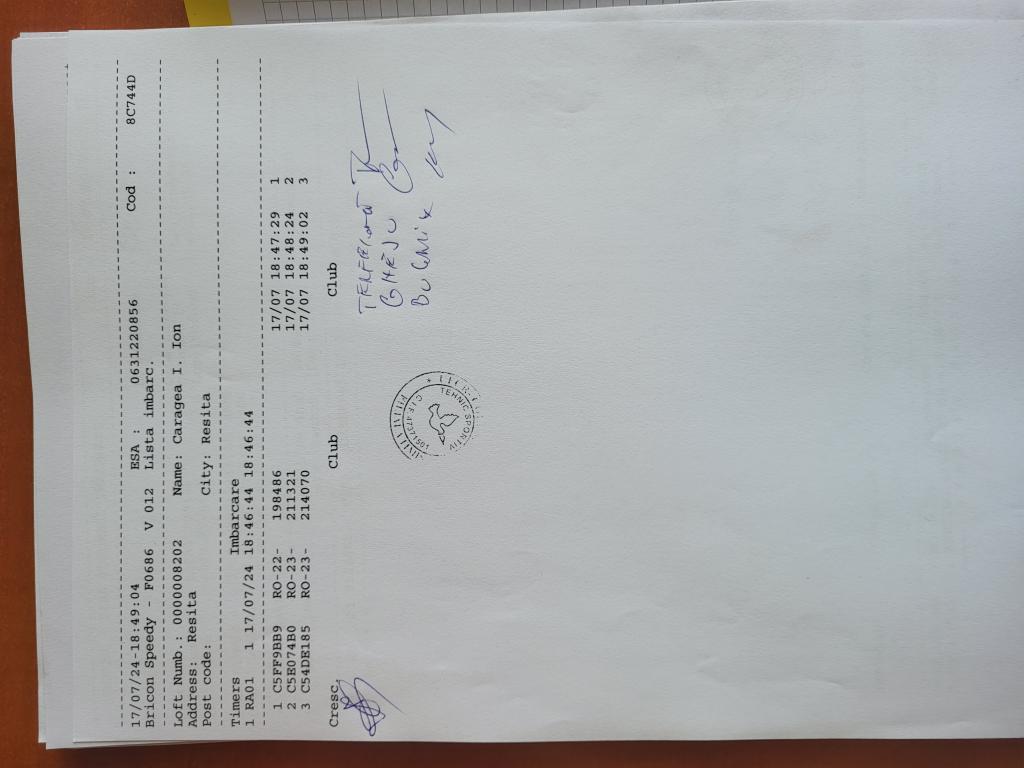 17/07/24-18:49:04 ESA : 0631220856 Cod : 8C744D
Bricon Speedy - F0686 V 012 Lista imbarc.
Loft Numb.: 0000008202 Name: Caragea I. Ion
Address: Resita
Post code: City: Resita
Timers Imbarcare
1 RA01 1 17/07/24 18:46:44 18:46:44
1 C5FF9BB9 RO-22- 198486 17/07 18:47:29 1
2 C5E074B0 RO-23- 211321 17/07 18:48:24 2
3 C54DE185 RO-23- 214070 17/07 18:49:02 3
Cresc. Club Club
GHEJU
TEHNIC SPORTIV